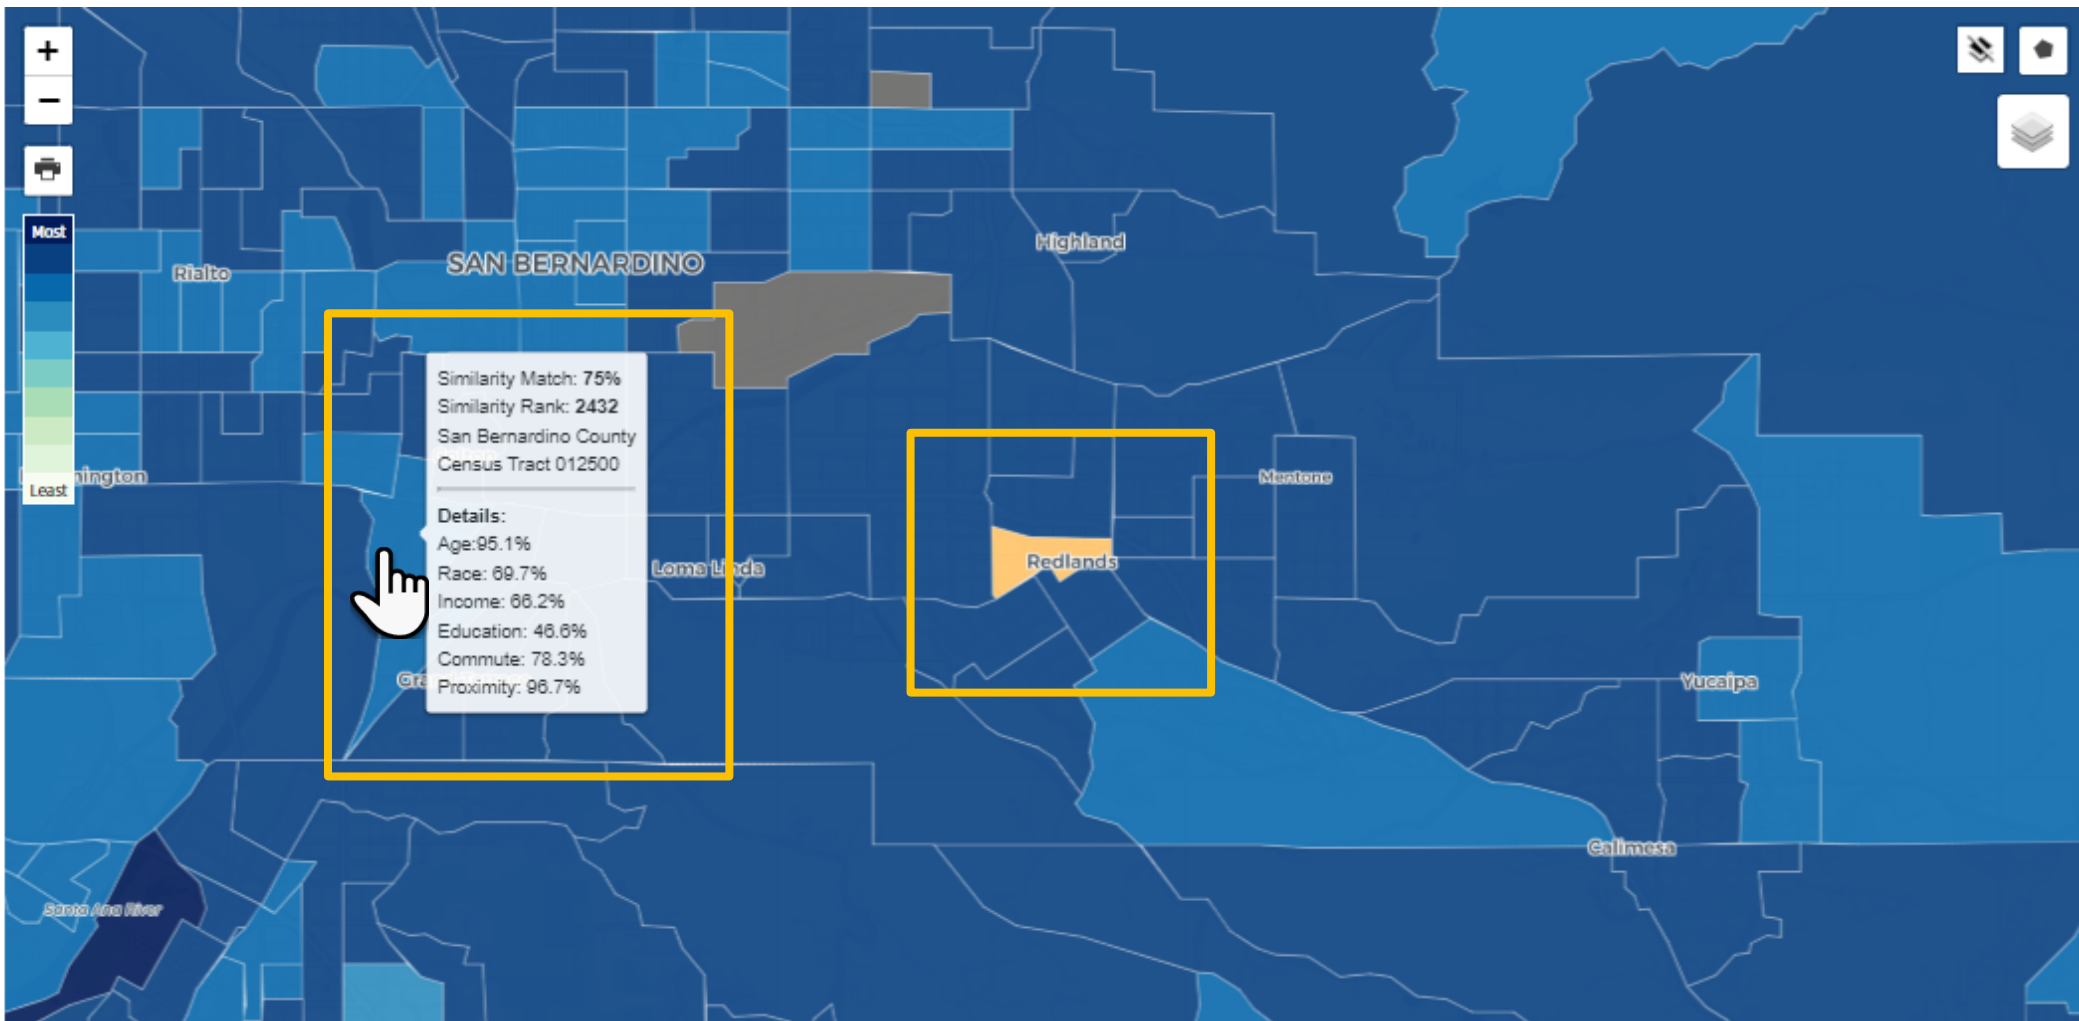 +
−
Most
Least
Rialto
SAN BERNARDINO
Highland
Similarity Match: 75%
Similarity Rank: 2432
San Bernardino County
Census Tract 012500
Details:
Age:95.1%
Race: 69.7%
Income: 66.2%
Education: 46.6%
Commute: 78.3%
Proximity: 96.7%
Loma Linda
Redlands
Mentone
Yucaipa
Calimesa
Santa Ana River